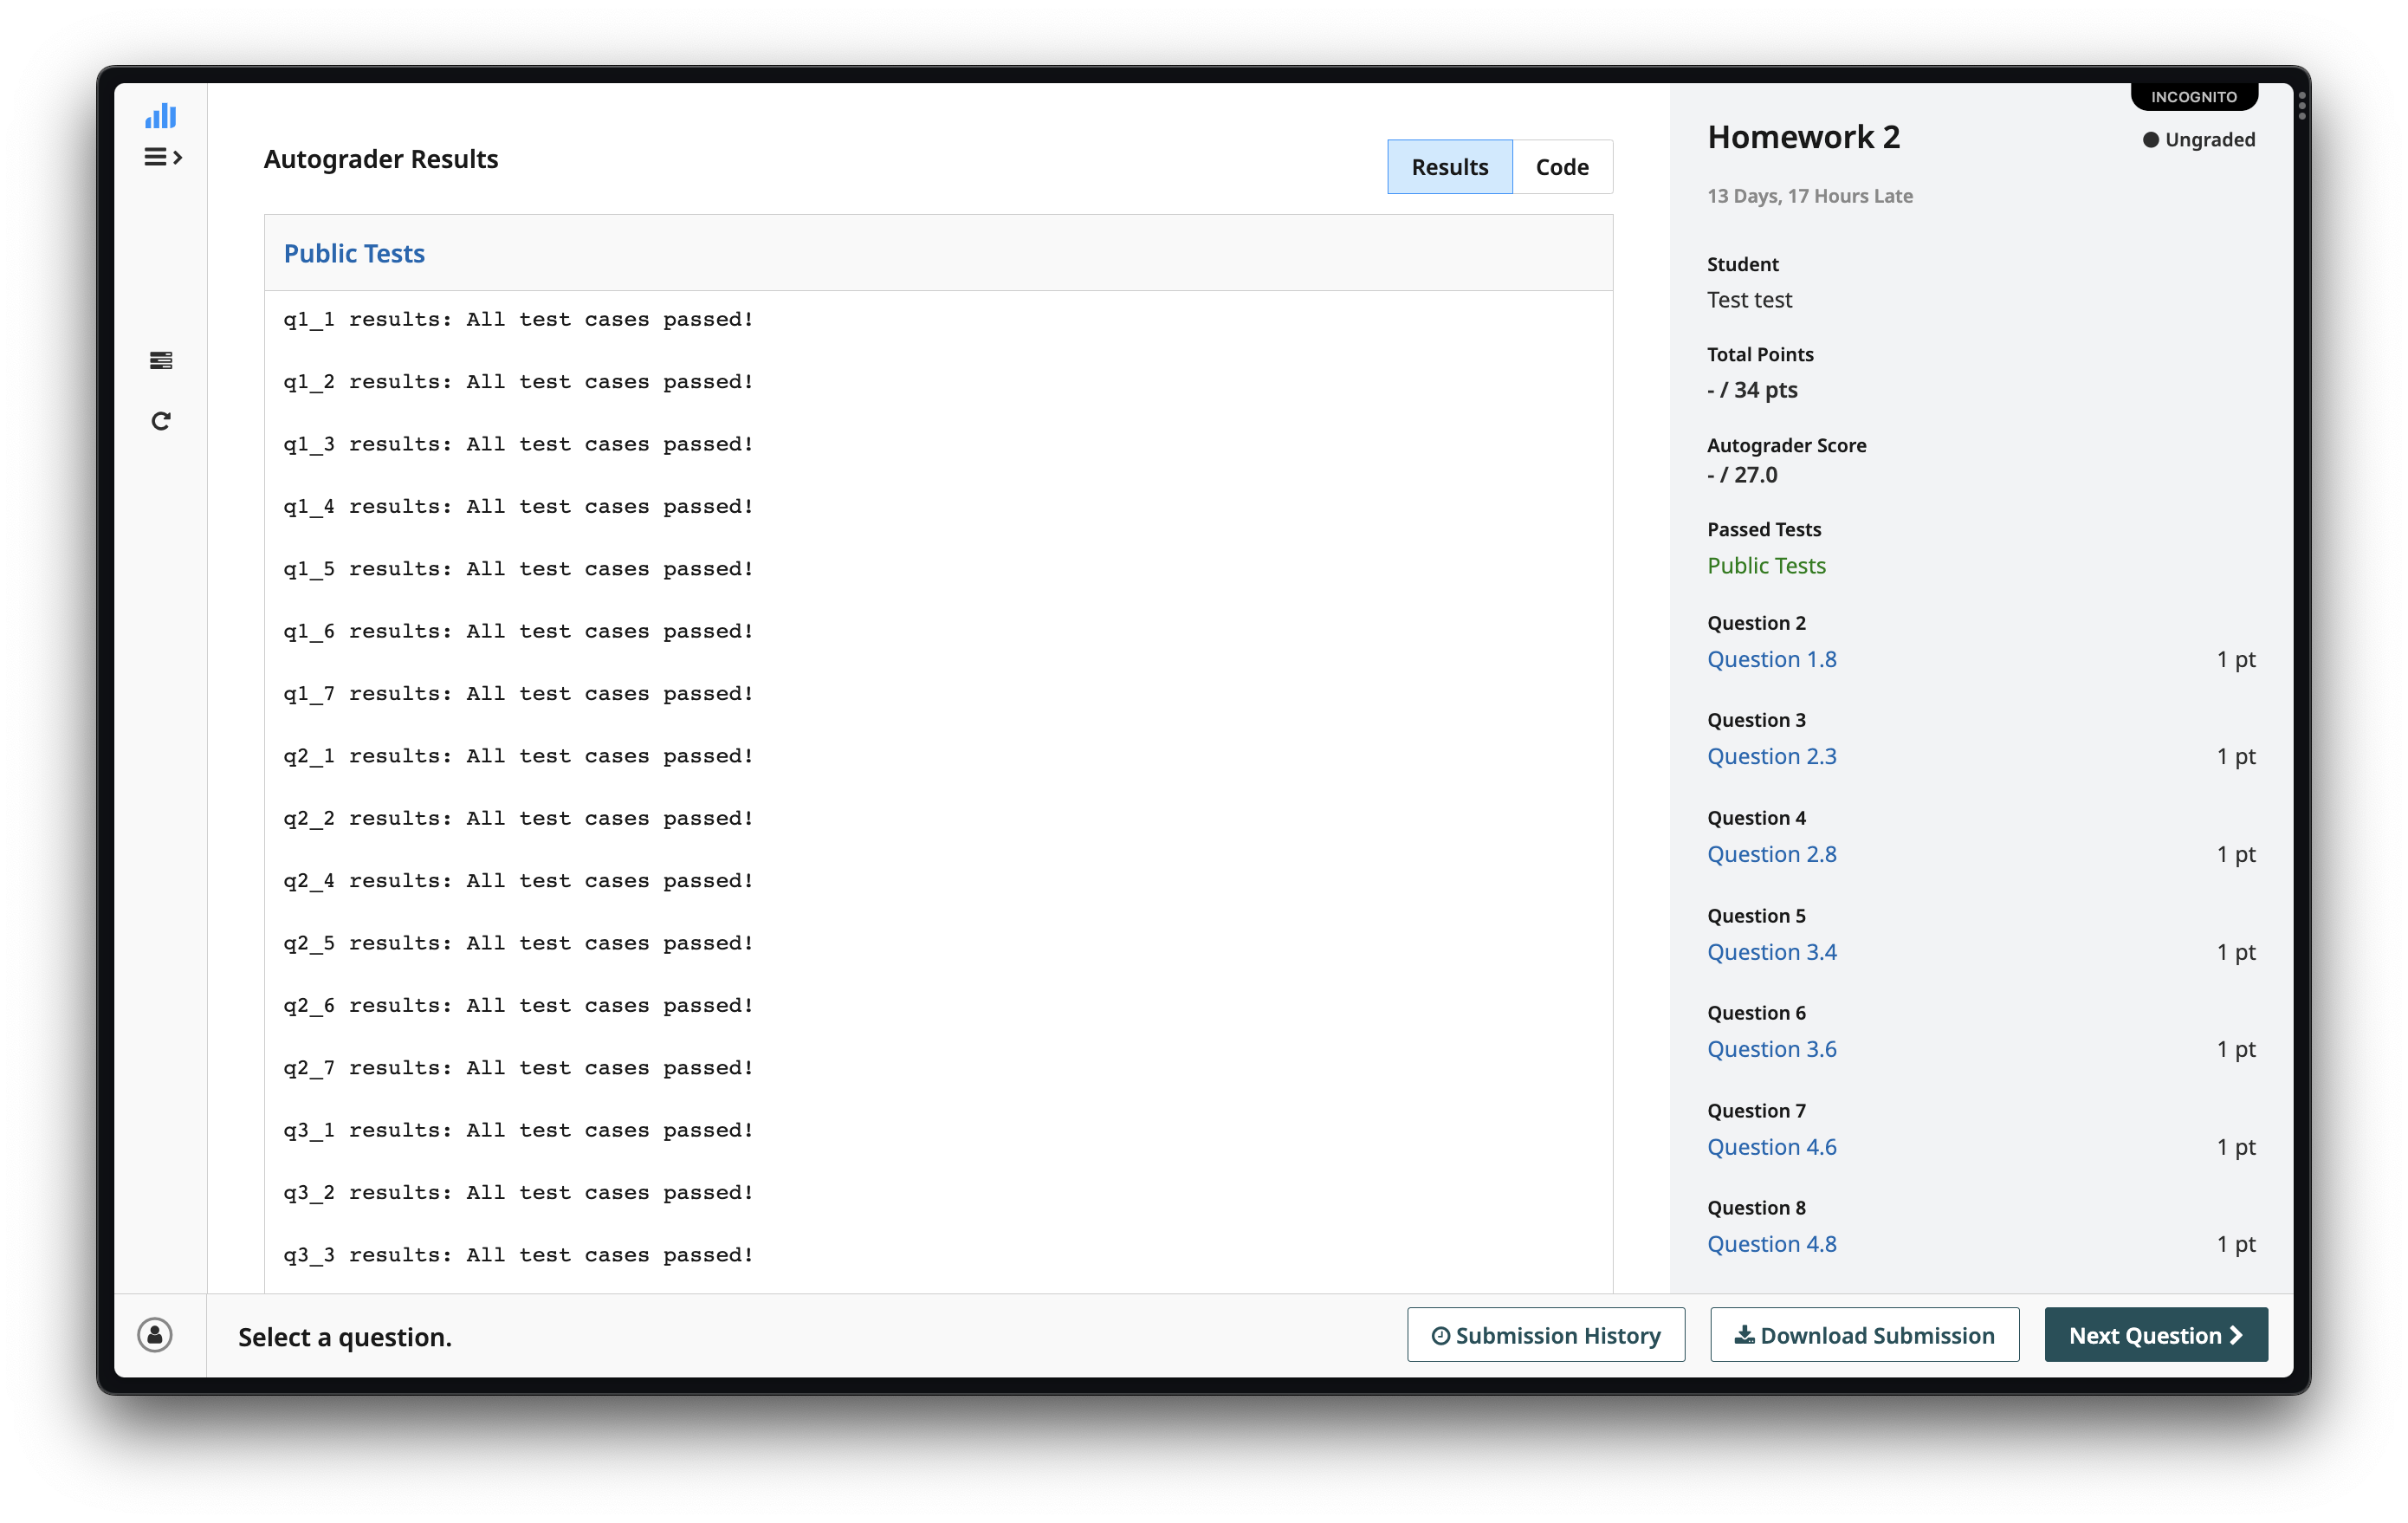 Autograder Results
Results
Code
Public Tests
q1_1 results: All test cases passed!
q1_2 results: All test cases passed!
q1_3 results: All test cases passed!
q1_4 results: All test cases passed!
q1_5 results: All test cases passed!
q1_6 results: All test cases passed!
q1_7 results: All test cases passed!
q2_1 results: All test cases passed!
q2_2 results: All test cases passed!
q2_4 results: All test cases passed!
q2_5 results: All test cases passed!
q2_6 results: All test cases passed!
q2_7 results: All test cases passed!
q3_1 results: All test cases passed!
q3_2 results: All test cases passed!
q3_3 results: All test cases passed!
INCOGNITO
Homework 2
Ungraded
13 Days, 17 Hours Late
Student
Test test
Total Points
- / 34 pts
Autograder Score
- / 27.0
Passed Tests
Public Tests
Question 2
Question 1.8 1 pt
Question 3
Question 2.3 1 pt
Question 4
Question 2.8 1 pt
Question 5
Question 3.4 1 pt
Question 6
Question 3.6 1 pt
Question 7
Question 4.6 1 pt
Question 8
Question 4.8 1 pt
Select a question.
Submission History
Download Submission
Next Question